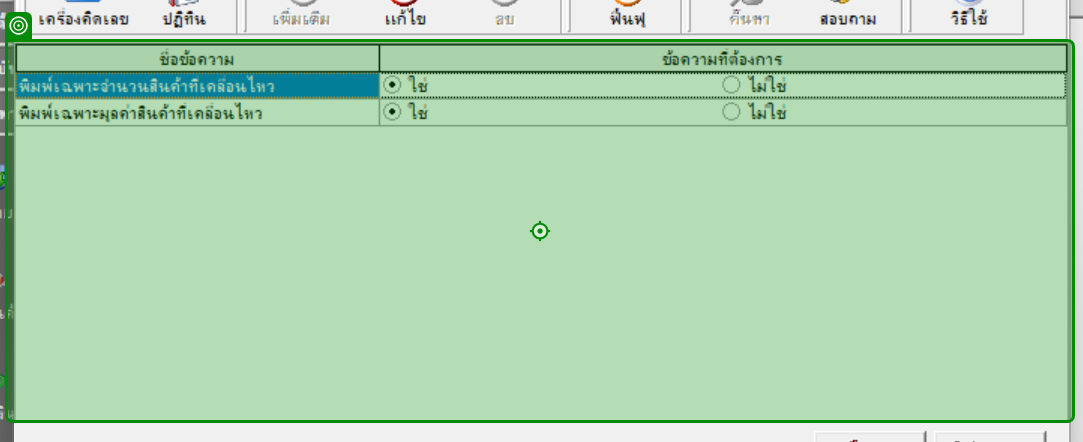 เครื่องคิดเลข ปฏิทิน เพิ่มเติม แก้ไข ลบ ฟื้นฟู ค้นหา สอบถาม วิธีใช้
ชื่อข้อความ ข้อความที่ต้องการ
พิมพ์เฉพาะจำนวนสินค้าที่เคลื่อนไหว ใช่ ไม่ใช่
พิมพ์เฉพาะมูลค่าสินค้าที่เคลื่อนไหว ใช่ ไม่ใช่